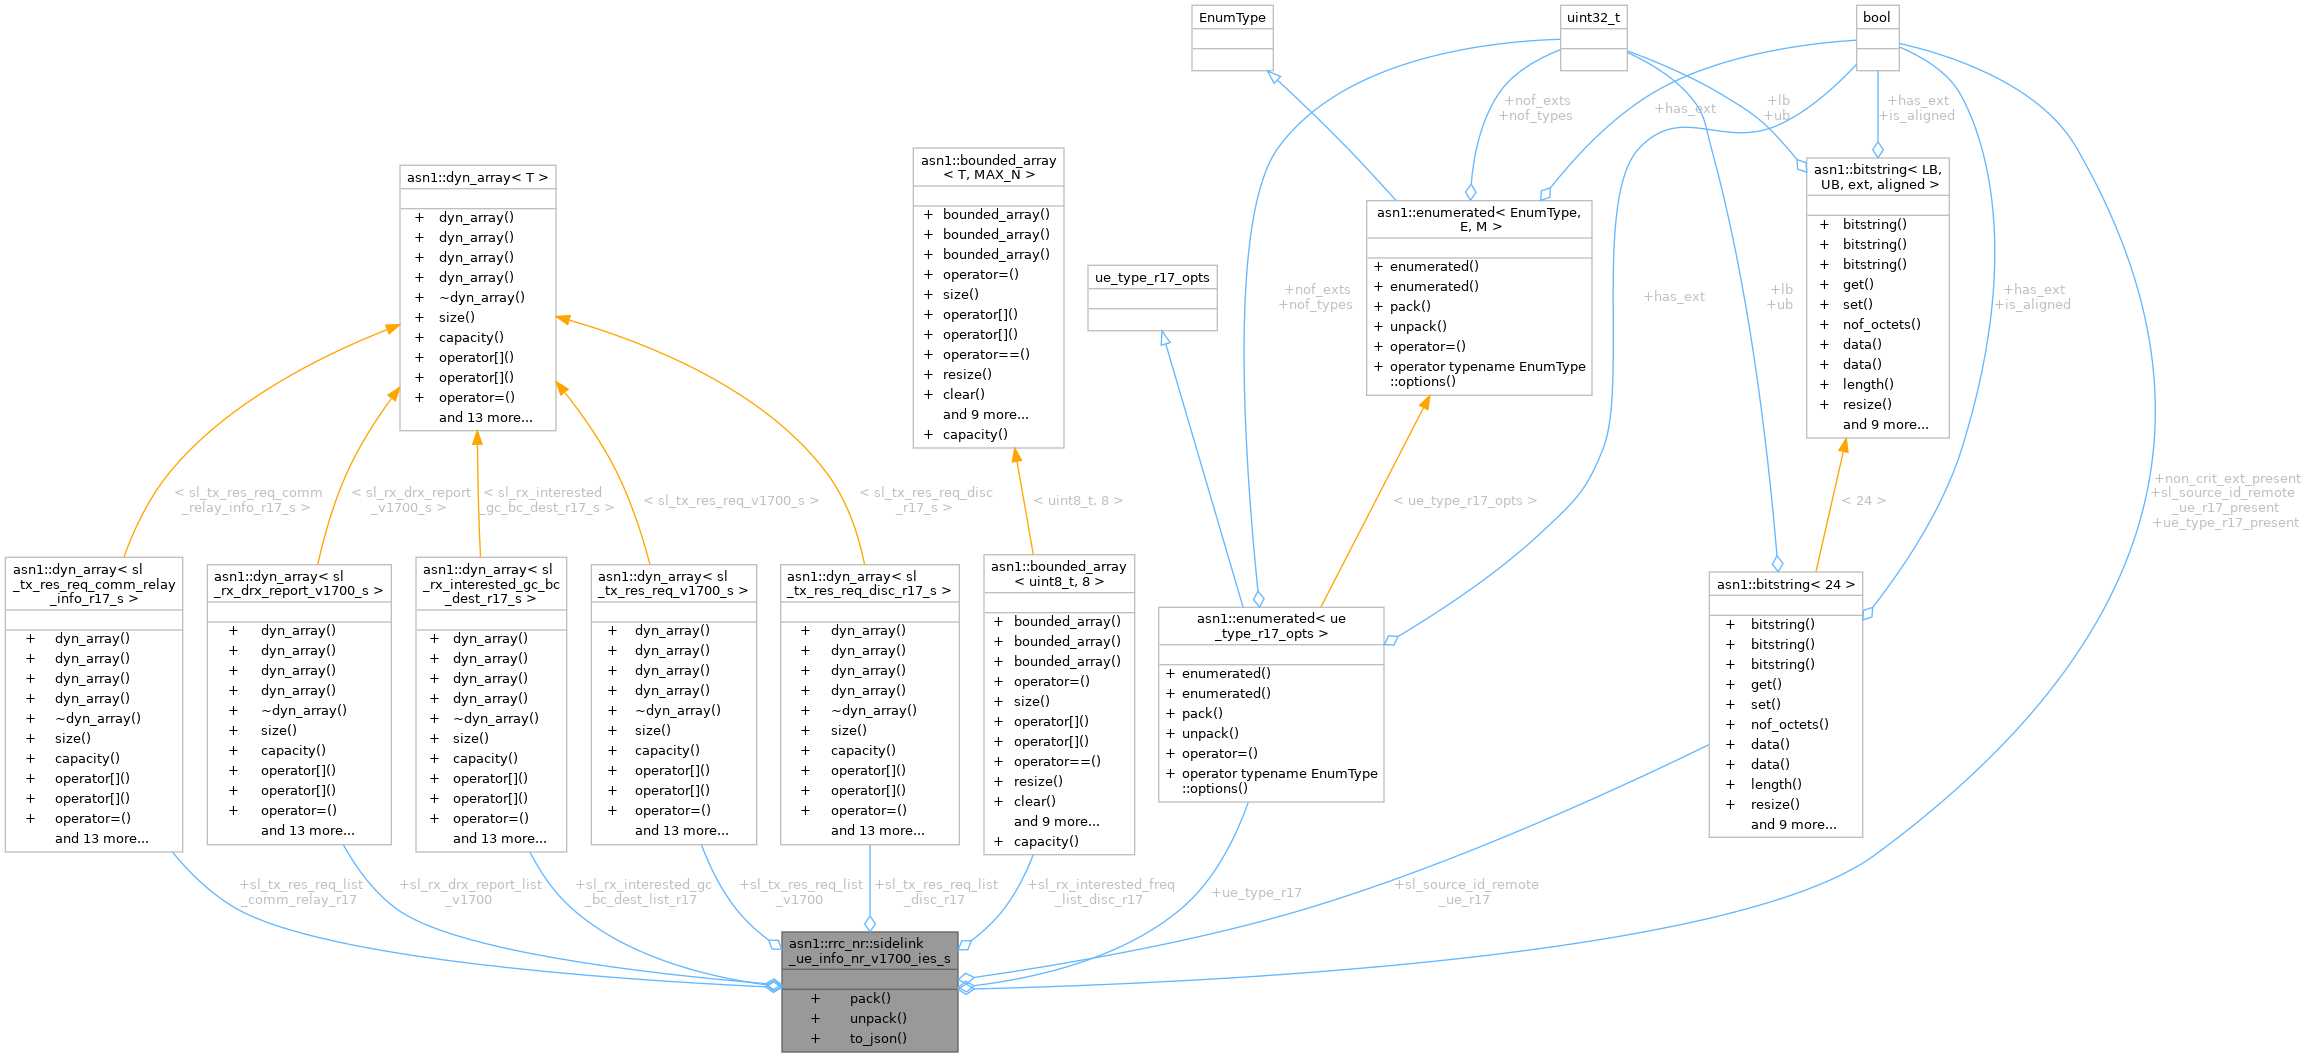 EnumType
uint32_t
bool
+nof_exts
+nof_types
+has_ext
+lb
+ub
+has_ext
+is_aligned
asn1::dyn_array< T >
+ dyn_array()
+ dyn_array()
+ dyn_array()
+ dyn_array()
+ ~dyn_array()
+ size()
+ capacity()
+ operator[]()
+ operator[]()
+ operator=()
and 13 more...
asn1::bounded_array
< T, MAX_N >
+ bounded_array()
+ bounded_array()
+ bounded_array()
+ operator=()
+ size()
+ operator[]()
+ operator[]()
+ operator==()
+ resize()
+ clear()
and 9 more...
+ capacity()
ue_type_r17_opts
asn1::enumerated< EnumType,
E, M >
+ enumerated()
+ enumerated()
+ pack()
+ unpack()
+ operator=()
+ operator typename EnumType
::options()
asn1::bitstring< LB,
UB, ext, aligned >
+ bitstring()
+ bitstring()
+ bitstring()
+ get()
+ set()
+ nof_octets()
+ data()
+ data()
+ length()
+ resize()
and 9 more...
+nof_exts
+nof_types
+has_ext
+lb
+ub
+has_ext
+is_aligned
< sl_tx_res_req_comm
_relay_info_r17_s >
< sl_rx_drx_report
_v1700_s >
< sl_rx_interested
_gc_bc_dest_r17_s >
< sl_tx_res_req_v1700_s >
< sl_tx_res_req_disc
_r17_s >
< uint8_t, 8 >
< ue_type_r17_opts >
< 24 >
+non_crit_ext_present
+sl_source_id_remote
_ue_r17_present
+ue_type_r17_present
asn1::dyn_array< sl
_tx_res_req_comm_relay
_info_r17_s >
+ dyn_array()
+ dyn_array()
+ dyn_array()
+ dyn_array()
+ ~dyn_array()
+ size()
+ capacity()
+ operator[]()
+ operator[]()
+ operator=()
and 13 more...
asn1::dyn_array< sl
_rx_drx_report_v1700_s >
+ dyn_array()
+ dyn_array()
+ dyn_array()
+ dyn_array()
+ ~dyn_array()
+ size()
+ capacity()
+ operator[]()
+ operator[]()
+ operator=()
and 13 more...
asn1::dyn_array< sl
_rx_interested_gc_bc
_dest_r17_s >
+ dyn_array()
+ dyn_array()
+ dyn_array()
+ dyn_array()
+ ~dyn_array()
+ size()
+ capacity()
+ operator[]()
+ operator[]()
+ operator=()
and 13 more...
asn1::dyn_array< sl
_tx_res_req_v1700_s >
+ dyn_array()
+ dyn_array()
+ dyn_array()
+ dyn_array()
+ ~dyn_array()
+ size()
+ capacity()
+ operator[]()
+ operator[]()
+ operator=()
and 13 more...
asn1::dyn_array< sl
_tx_res_req_disc_r17_s >
+ dyn_array()
+ dyn_array()
+ dyn_array()
+ dyn_array()
+ ~dyn_array()
+ size()
+ capacity()
+ operator[]()
+ operator[]()
+ operator=()
and 13 more...
asn1::bounded_array
< uint8_t, 8 >
+ bounded_array()
+ bounded_array()
+ bounded_array()
+ operator=()
+ size()
+ operator[]()
+ operator[]()
+ operator==()
+ resize()
+ clear()
and 9 more...
+ capacity()
asn1::enumerated< ue
_type_r17_opts >
+ enumerated()
+ enumerated()
+ pack()
+ unpack()
+ operator=()
+ operator typename EnumType
::options()
asn1::bitstring< 24 >
+ bitstring()
+ bitstring()
+ bitstring()
+ get()
+ set()
+ nof_octets()
+ data()
+ data()
+ length()
+ resize()
and 9 more...
+sl_tx_res_req_list
_comm_relay_r17
+sl_rx_drx_report_list
_v1700
+sl_rx_interested_gc
_bc_dest_list_r17
+sl_tx_res_req_list
_v1700
+sl_tx_res_req_list
_disc_r17
+sl_rx_interested_freq
_list_disc_r17
+ue_type_r17
+sl_source_id_remote
_ue_r17
asn1::rrc_nr::sidelink
_ue_info_nr_v1700_ies_s
+ pack()
+ unpack()
+ to_json()